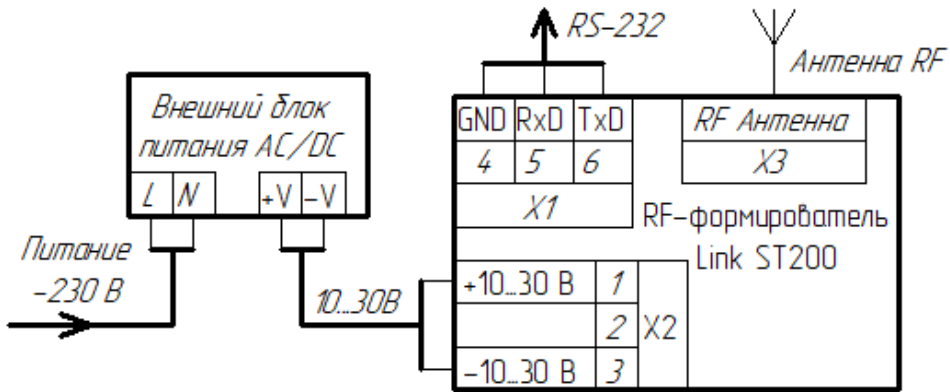 RS-232
Антенна RF
Внешний блок
питания AC/DC
L N +V -V
Питание
~230 В
10...30В
GND RxD TxD
4 5 6
X1
RF Антенна
X3
RF-формирователь
Link ST200
+10...30 В 1
2 X2
-10...30 В 3